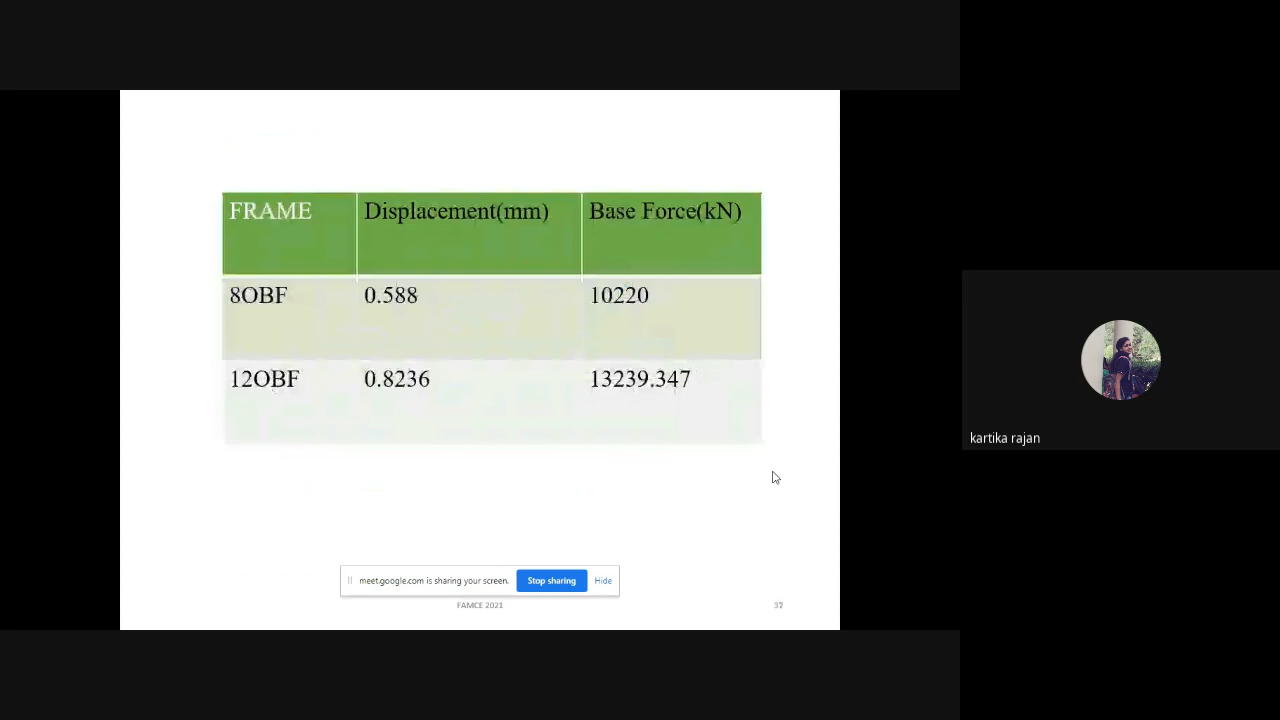 FRAME Displacement(mm) Base Force(kN)
8OBF 0.588 10220
12OBF 0.8236 13239.347
meet.google.com is sharing your screen. Stop sharing Hide
FAMCE 2021
kartika rajan